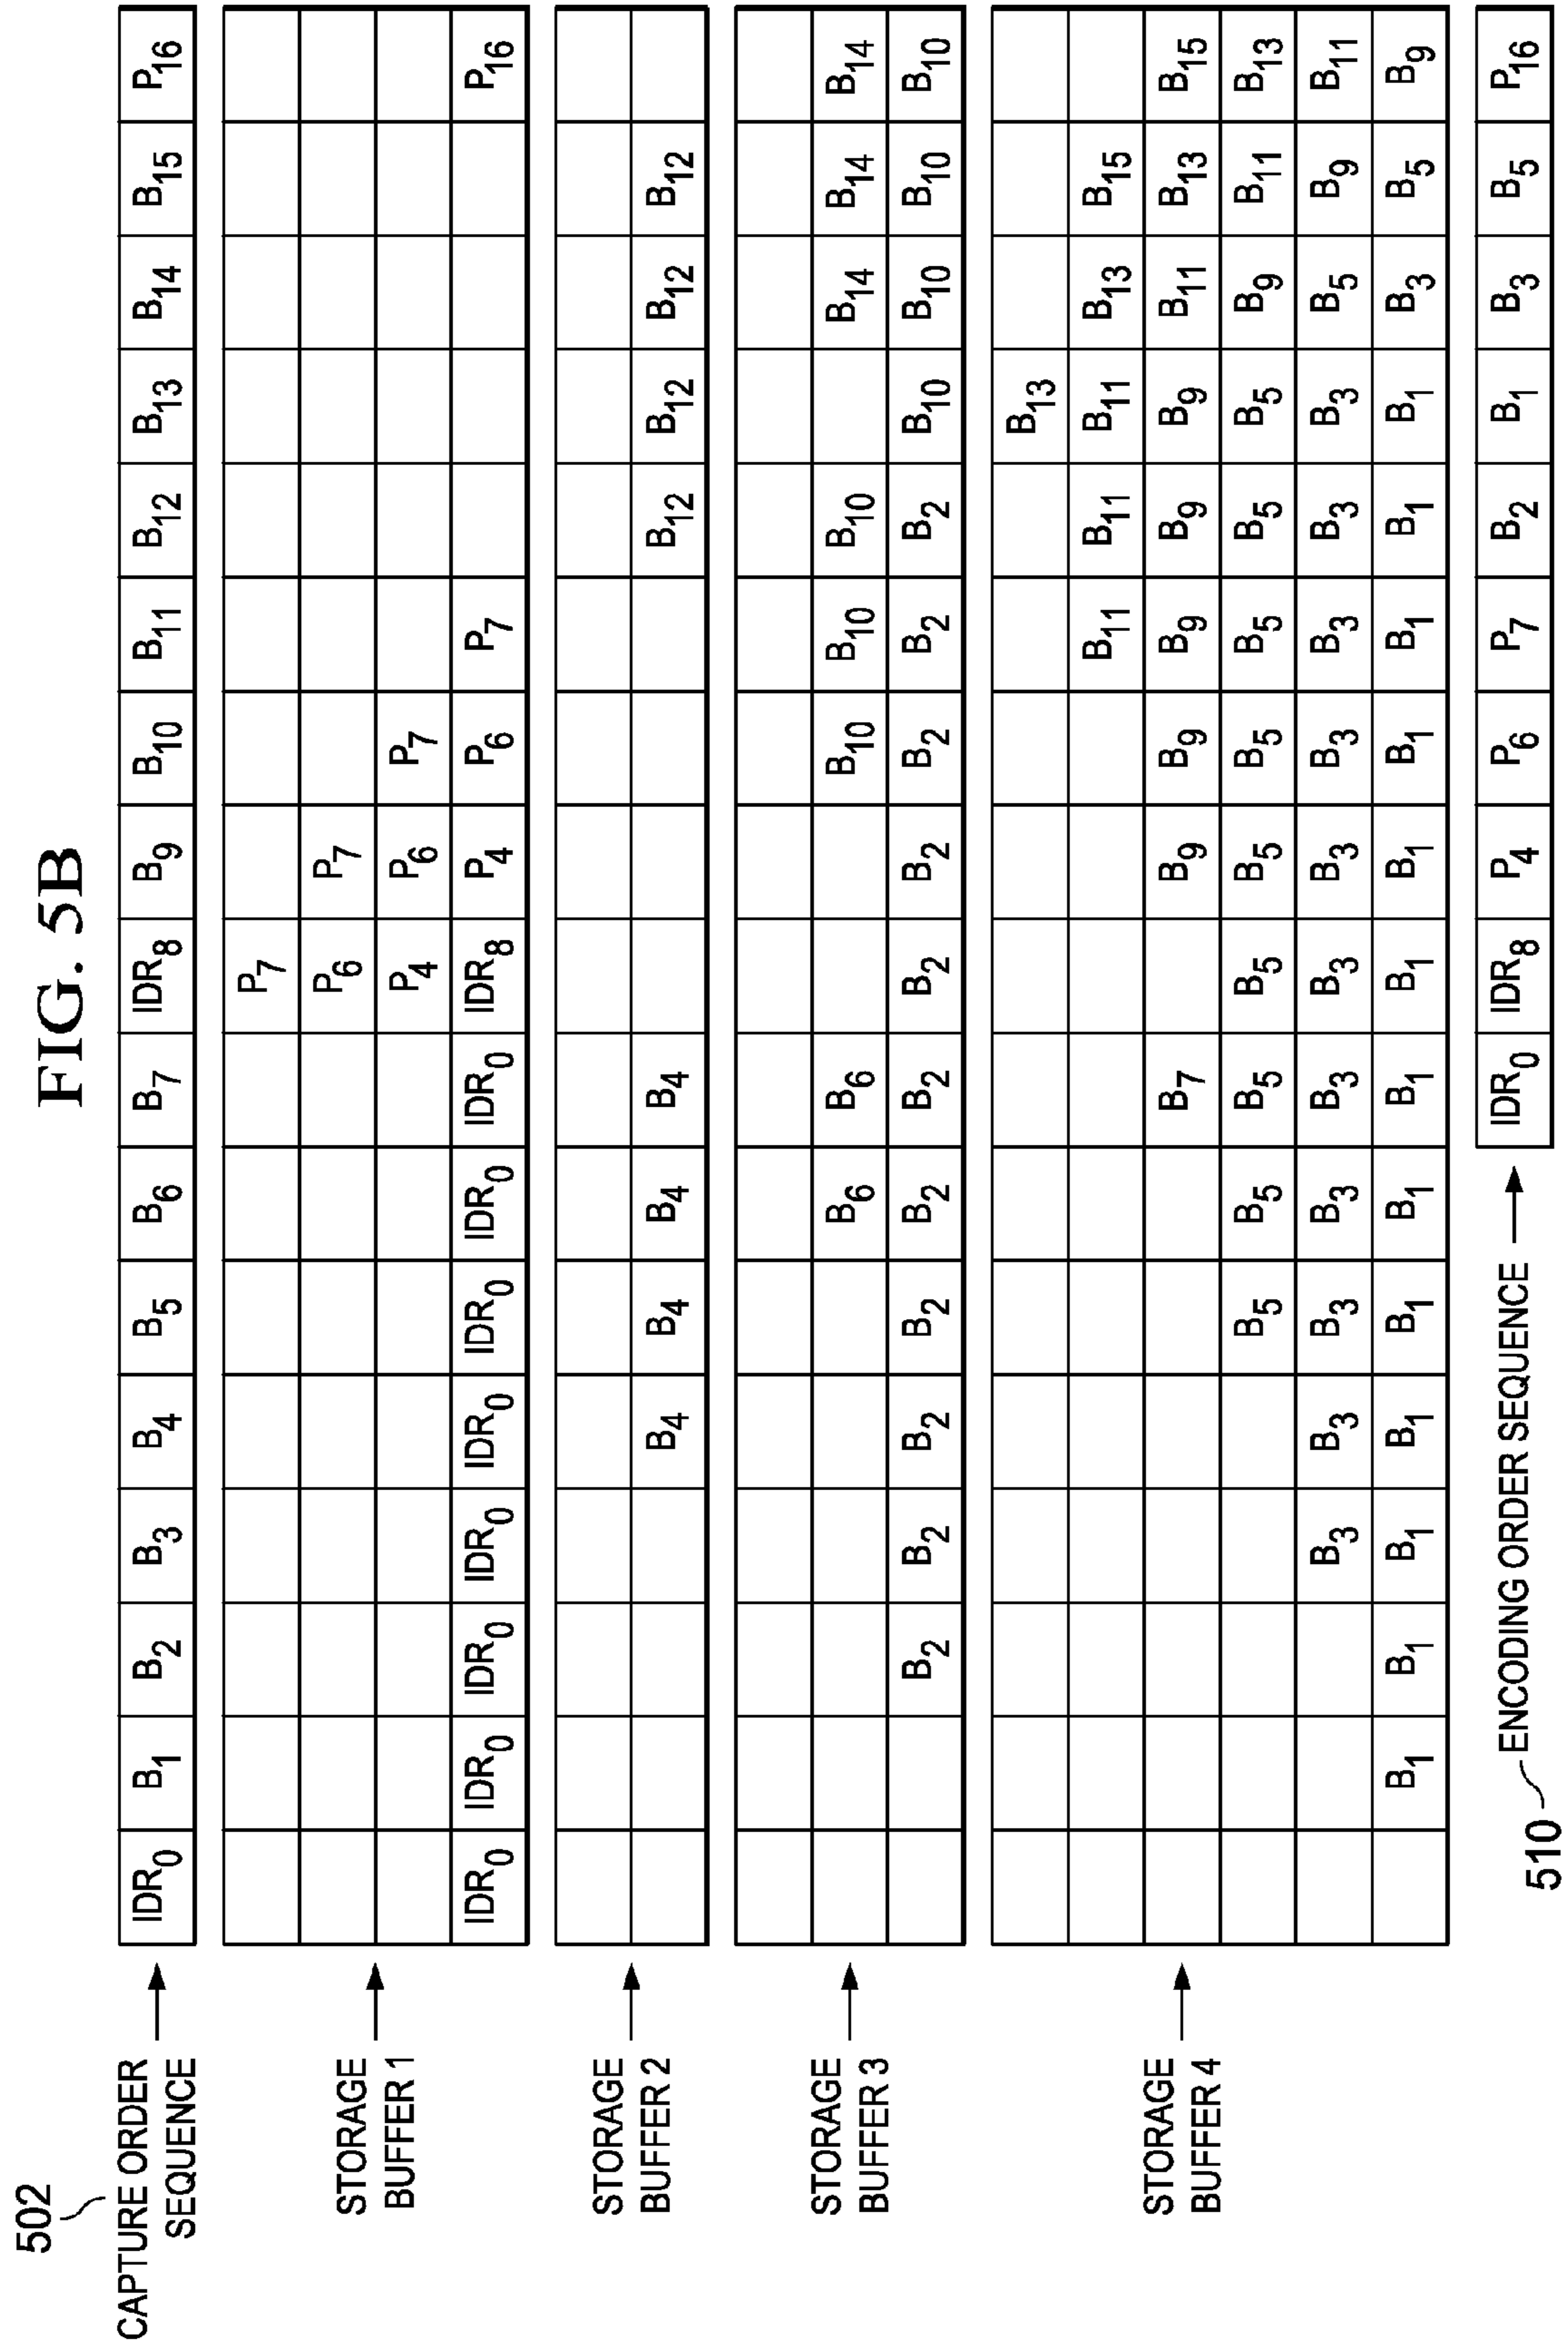 FIG. 5B
502
CAPTURE ORDER
SEQUENCE
IDR0 B1 B2 B3 B4 B5 B6 B7 IDR8 B9 B10 B11 B12 B13 B14 B15 P16
STORAGE
BUFFER 1
P7
P6 P7
P4 P6 P7
IDR0 IDR0 IDR0 IDR0 IDR0 IDR0 IDR0 IDR0 IDR8 P4 P6 P7 P16
STORAGE
BUFFER 2
B4 B4 B4 B4 B12 B12 B12 B12
STORAGE
BUFFER 3
B6 B6 B10 B10 B10 B14 B14 B14
B2 B2 B2 B2 B2 B2 B2 B2 B2 B2 B2 B10 B10 B10 B10
STORAGE
BUFFER 4
B13
B11 B11 B11 B13 B15
B7 B9 B9 B9 B9 B9 B11 B13 B15
B5 B5 B5 B5 B5 B5 B5 B5 B5 B9 B11 B13
B3 B3 B3 B3 B3 B3 B3 B3 B3 B3 B3 B5 B9 B11
B1 B1 B1 B1 B1 B1 B1 B1 B1 B1 B1 B1 B1 B3 B5 B9
510 ENCODING ORDER SEQUENCE
IDR0 IDR8 P4 P6 P7 B2 B1 B3 B5 P16